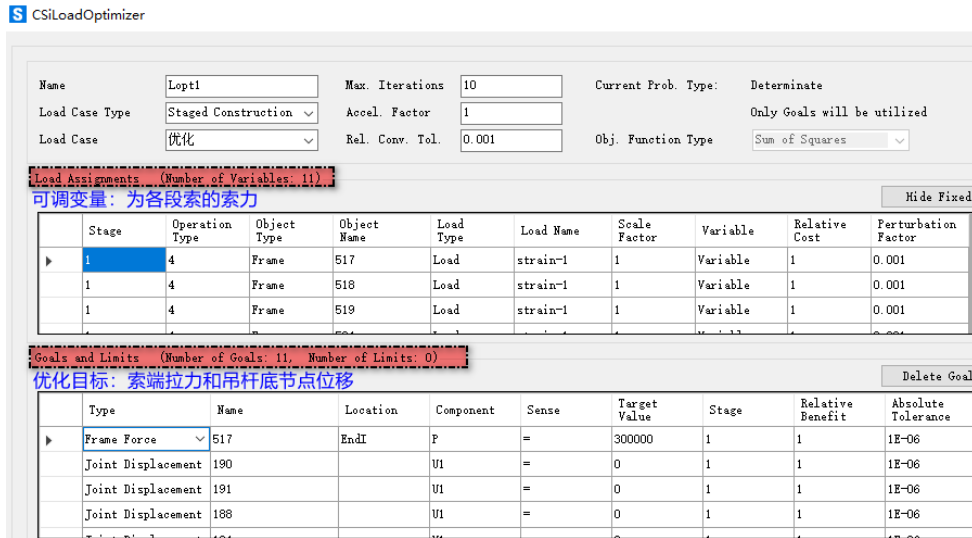 CSiLoadOptimizer
Name Lopt1 Max. Iterations 10 Current Prob. Type: Determinate
Load Case Type Staged Construction Accel. Factor 1 Only Goals will be utilized
Load Case 优化 Rel. Conv. Tol. 0.001 Obj. Function Type Sum of Squares
Load Assignments (Number of Variables: 11)
可调变量：为各段索的索力
Hide Fixed
Stage Operation Type Object Type Object Name Load Type Load Name Scale Factor Variable Relative Cost Perturbation Factor
1 4 Frame 517 Load strain-1 1 Variable 1 0.001
1 4 Frame 518 Load strain-1 1 Variable 1 0.001
1 4 Frame 519 Load strain-1 1 Variable 1 0.001
Goals and Limits (Number of Goals: 11, Number of Limits: 0)
优化目标：索端拉力和吊杆底节点位移
Delete Goal
Type Name Location Component Sense Target Value Stage Relative Benefit Absolute Tolerance
Frame Force 517 EndI P = 300000 1 1 1E-06
Joint Displacement 190 U1 = 0 1 1 1E-06
Joint Displacement 191 U1 = 0 1 1 1E-06
Joint Displacement 188 U1 = 0 1 1 1E-06